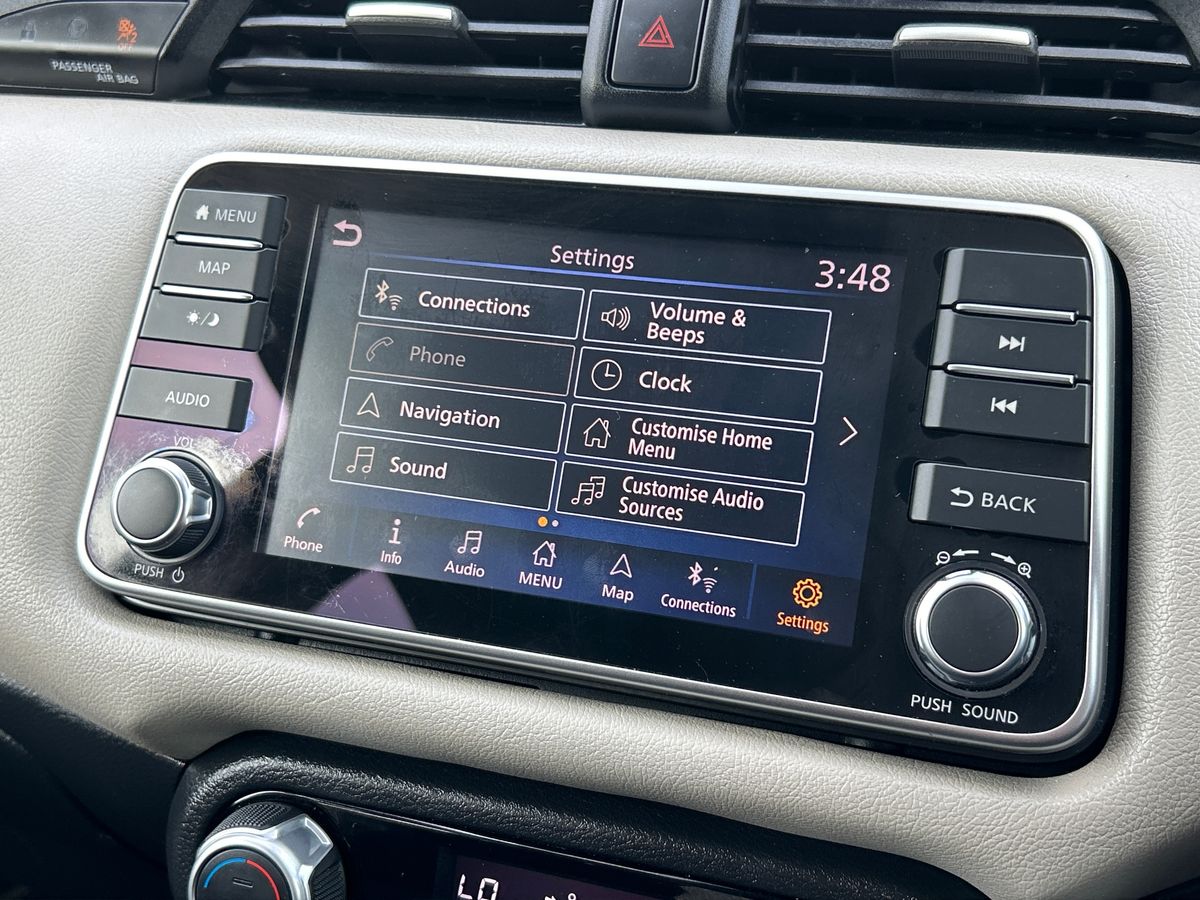 PASSENGER
AIR BAG
MENU
MAP
AUDIO
VOL
PUSH
Settings
3:48
Connections
Volume &
Beeps
Phone
Clock
Navigation
Customise Home
Menu
Sound
Customise Audio
Sources
Phone
Info
Audio
MENU
Map
Connections
Settings
BACK
PUSH SOUND
LO